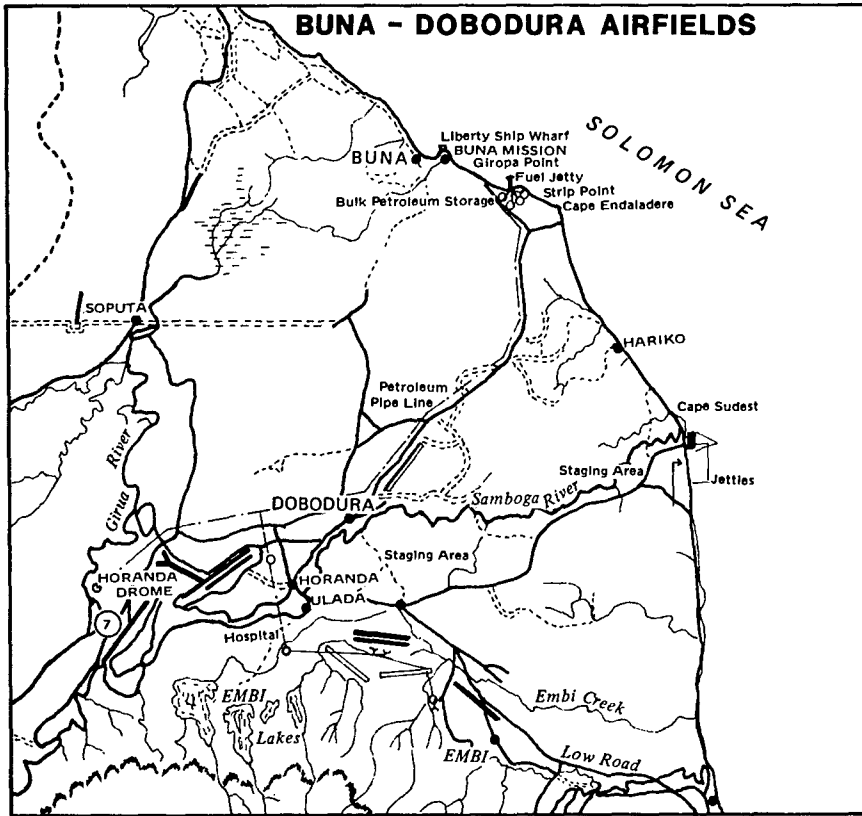 BUNA – DOBODURA AIRFIELDS
SOLOMON SEA
Liberty Ship Wharf
BUNA
BUNA MISSION
Giropa Point
Fuel Jetty
Strip Point
Bulk Petroleum Storage
Cape Endaladere
SOPUTA
HARIKO
Petroleum
Pipe Line
Cape Sudest
Girua River
Staging Area
Jetties
Samboga River
DOBODURA
Staging Area
HORANDA
DROME
HORANDA
ULADA
7
Hospital
EMBI
Lakes
Embi Creek
EMBI
Low Road